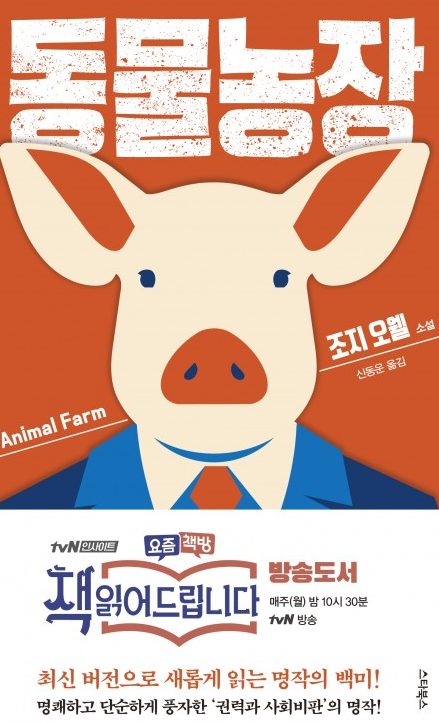 동물농장
조지 오웰 소설
신동운 옮김
Animal Farm
tvN 인사이트
요즘 책방
책 읽어드립니다
방송도서
매주(월) 밤 10시 30분
tvN 방송
최신 버전으로 새롭게 읽는 명작의 백미!
명쾌하고 단순하게 풍자한 ‘권력과 사회비판’의 명작!
스타북스